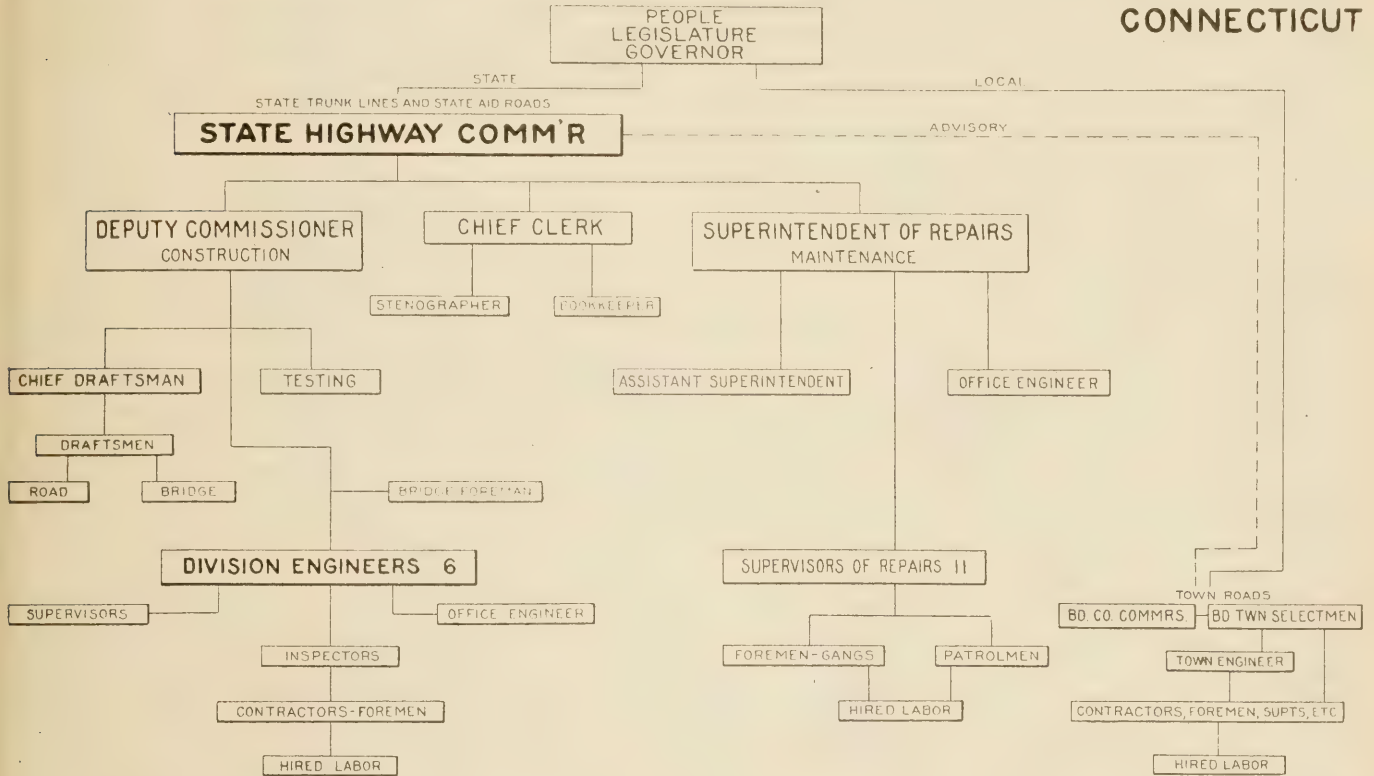 CONNECTICUT
PEOPLE
LEGISLATURE
GOVERNOR
STATE
LOCAL
STATE TRUNK LINES AND STATE AID ROADS
STATE HIGHWAY COMM'R
ADVISORY
DEPUTY COMMISSIONER
CONSTRUCTION
CHIEF CLERK
SUPERINTENDENT OF REPAIRS
MAINTENANCE
STENOGRAPHER
BOOKKEEPER
CHIEF DRAFTSMAN
TESTING
ASSISTANT SUPERINTENDENT
OFFICE ENGINEER
DRAFTSMEN
ROAD
BRIDGE
BRIDGE FOREMAN
DIVISION ENGINEERS 6
SUPERVISORS OF REPAIRS 11
SUPERVISORS
OFFICE ENGINEER
TOWN ROADS
BD. CO. COMMRS.
BD TWN SELECTMEN
INSPECTORS
FOREMEN-GANGS
PATROLMEN
TOWN ENGINEER
CONTRACTORS-FOREMEN
HIRED LABOR
CONTRACTORS, FOREMEN, SUPTS, ETC
HIRED LABOR
HIRED LABOR